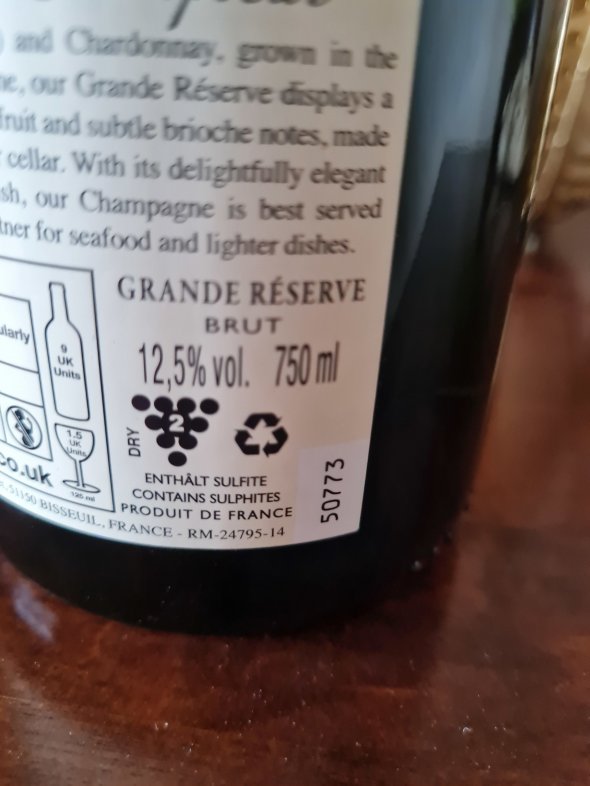 ) and Chardonnay, grown in the
ne, our Grande Réserve displays a
fruit and subtle brioche notes, made
cellar. With its delightfully elegant
sh, our Champagne is best served
tner for seafood and lighter dishes.
GRANDE RÉSERVE
BRUT
12,5% vol. 750 ml
ularly
9
UK
Units
1.5
UK
Units
125 ml
co.uk
DRY
2
ENTHÂLT SULFITE
CONTAINS SULPHITES
PRODUIT DE FRANCE
51150 BISSEUIL, FRANCE - RM-24795-14
50773